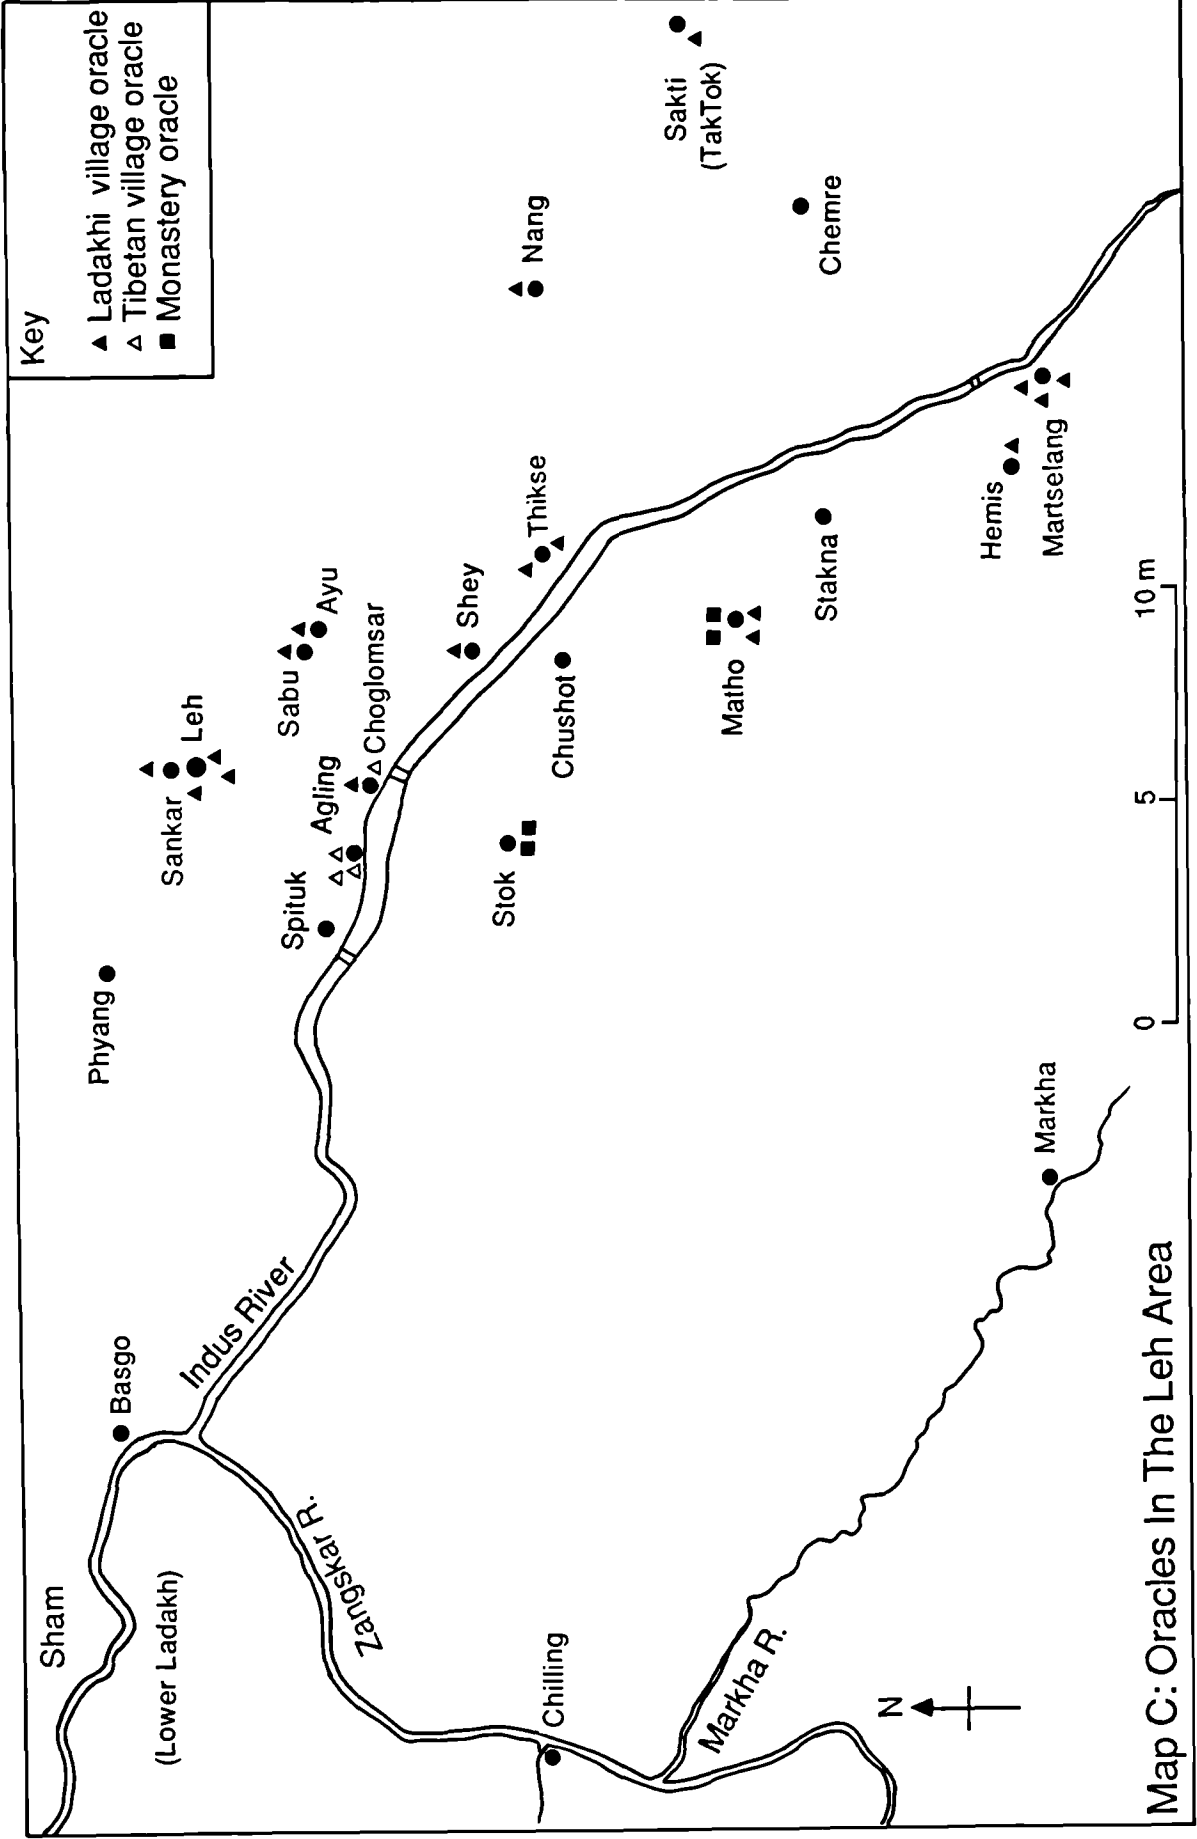 Key
▲ Ladakhi village oracle
△ Tibetan village oracle
■ Monastery oracle
Sham
(Lower Ladakh)
Basgo
Indus River
Zangskar R.
Chilling
Markha R.
Markha
Phyang
Spituk
Sankar
Leh
Agling
Choglomsar
Sabu
Ayu
Shey
Thikse
Nang
Sakti
(TakTok)
Chemre
Stok
Chushot
Matho
Stakna
Hemis
Martselang
N
0 5 10 m
Map C: Oracles In The Leh Area